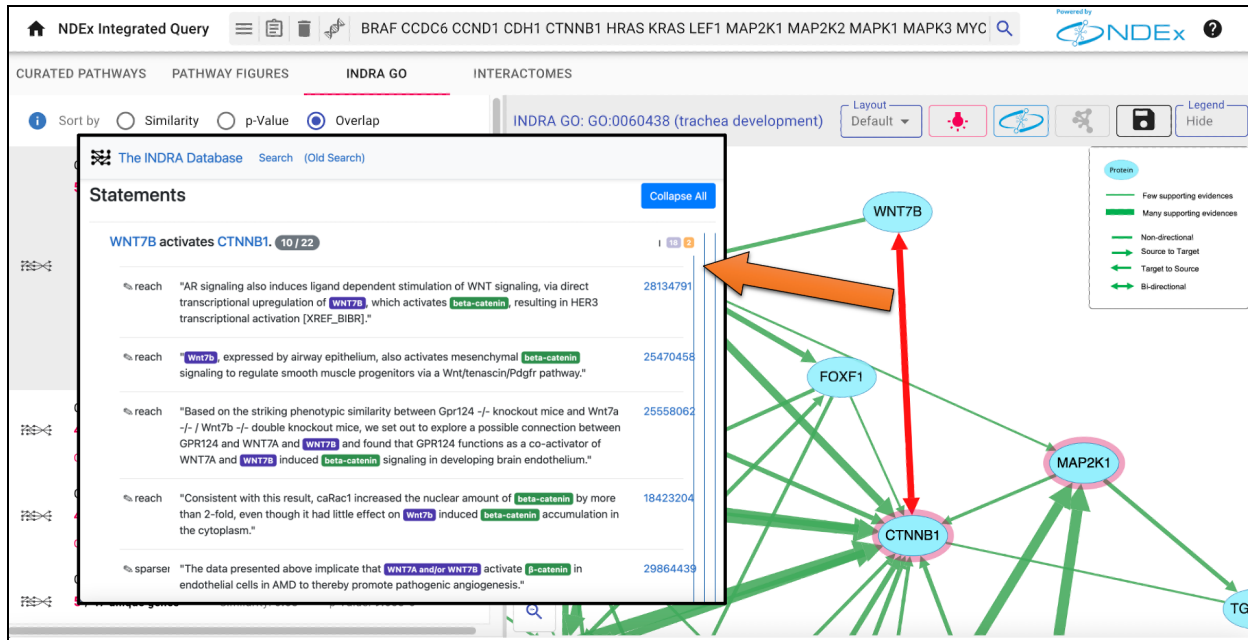 NDEx Integrated Query
BRAF CCDC6 CCND1 CDH1 CTNNB1 HRAS KRAS LEF1 MAP2K1 MAP2K2 MAPK1 MAPK3 MYC
Powered by
NDEx
CURATED PATHWAYS PATHWAY FIGURES INDRA GO INTERACTOMES
Sort by Similarity p-Value Overlap
INDRA GO: GO:0060438 (trachea development)
Layout
Default
Legend
Hide
The INDRA Database Search (Old Search)
Statements
Collapse All
WNT7B activates CTNNB1. 10 / 22
reach "AR signaling also induces ligand dependent stimulation of WNT signaling, via direct 28134791
transcriptional upregulation of WNT7B, which activates beta-catenin, resulting in HER3
transcriptional activation [XREF_BIBR]."
reach "Wnt7b, expressed by airway epithelium, also activates mesenchymal beta-catenin 25470458
signaling to regulate smooth muscle progenitors via a Wnt/tenascin/Pdgfr pathway."
reach "Based on the striking phenotypic similarity between Gpr124 -/- knockout mice and Wnt7a 25558062
-/- / Wnt7b -/- double knockout mice, we set out to explore a possible connection between
GPR124 and WNT7A and WNT7B and found that GPR124 functions as a co-activator of
WNT7A and WNT7B induced beta-catenin signaling in developing brain endothelium."
reach "Consistent with this result, caRac1 increased the nuclear amount of beta-catenin by more 18423204
than 2-fold, even though it had little effect on Wnt7b induced beta-catenin accumulation in
the cytoplasm."
sparser "The data presented above implicate that WNT7A and/or WNT7B activate β-catenin in 29864439
endothelial cells in AMD to thereby promote pathogenic angiogenesis."
Protein
Few supporting evidences
Many supporting evidences
Non-directional
Source to Target
Target to Source
Bi-directional
WNT7B
FOXF1
MAP2K1
CTNNB1
TG